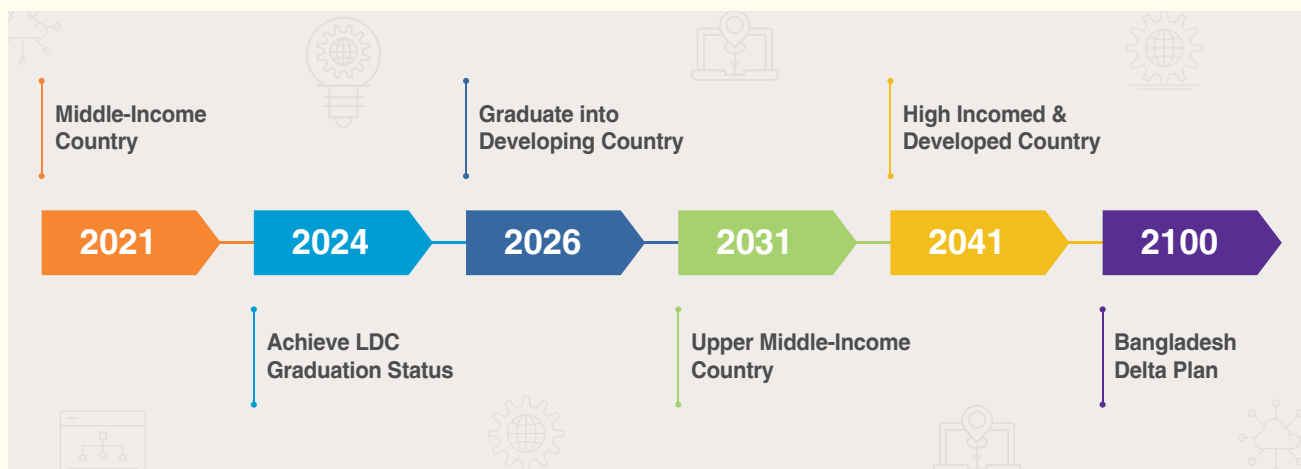 Middle-Income
Country
Graduate into
Developing Country
High Incomed &
Developed Country
2021
2024
2026
2031
2041
2100
Achieve LDC
Graduation Status
Upper Middle-Income
Country
Bangladesh
Delta Plan